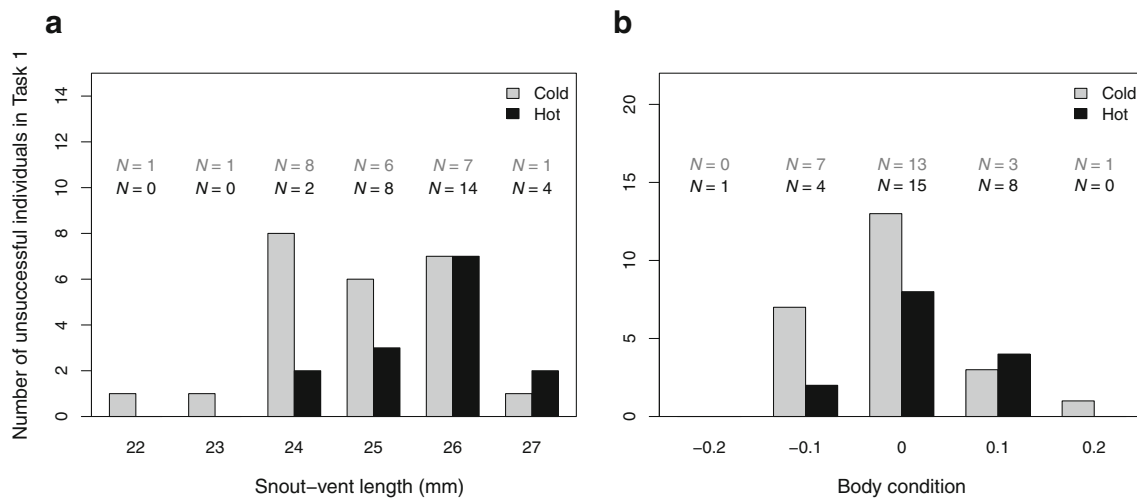 a
Number of unsuccessful individuals in Task 1
14
12
10
8
6
4
2
0
Cold
Hot
N = 1 N = 1 N = 8 N = 6 N = 7 N = 1
N = 0 N = 0 N = 2 N = 8 N = 14 N = 4
22 23 24 25 26 27
Snout−vent length (mm)
b
20
15
10
5
0
Cold
Hot
N = 0 N = 7 N = 13 N = 3 N = 1
N = 1 N = 4 N = 15 N = 8 N = 0
−0.2 −0.1 0 0.1 0.2
Body condition